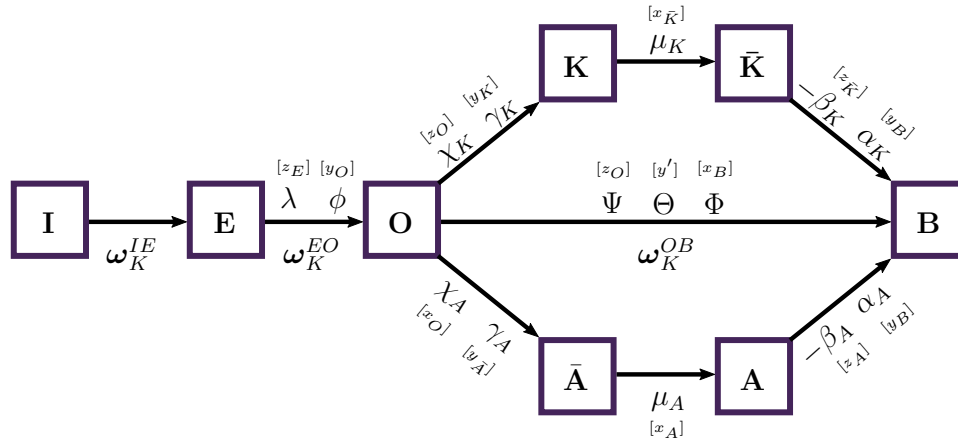 [x_K̄]
K μ_K K̄
[z_O] [y_K]
χ_K γ_K
[z_K̄] [y_B]
−β_K α_K
[z_E] [y_O] [z_O] [y′] [x_B]
λ ϕ Ψ Θ Φ
I E O B
ω_K^{IE} ω_K^{EO} ω_K^{OB}
χ_A γ_A
[x_O] [y_Ā]
−β_A α_A
[z_A] [y_B]
Ā μ_A A
[x_A]